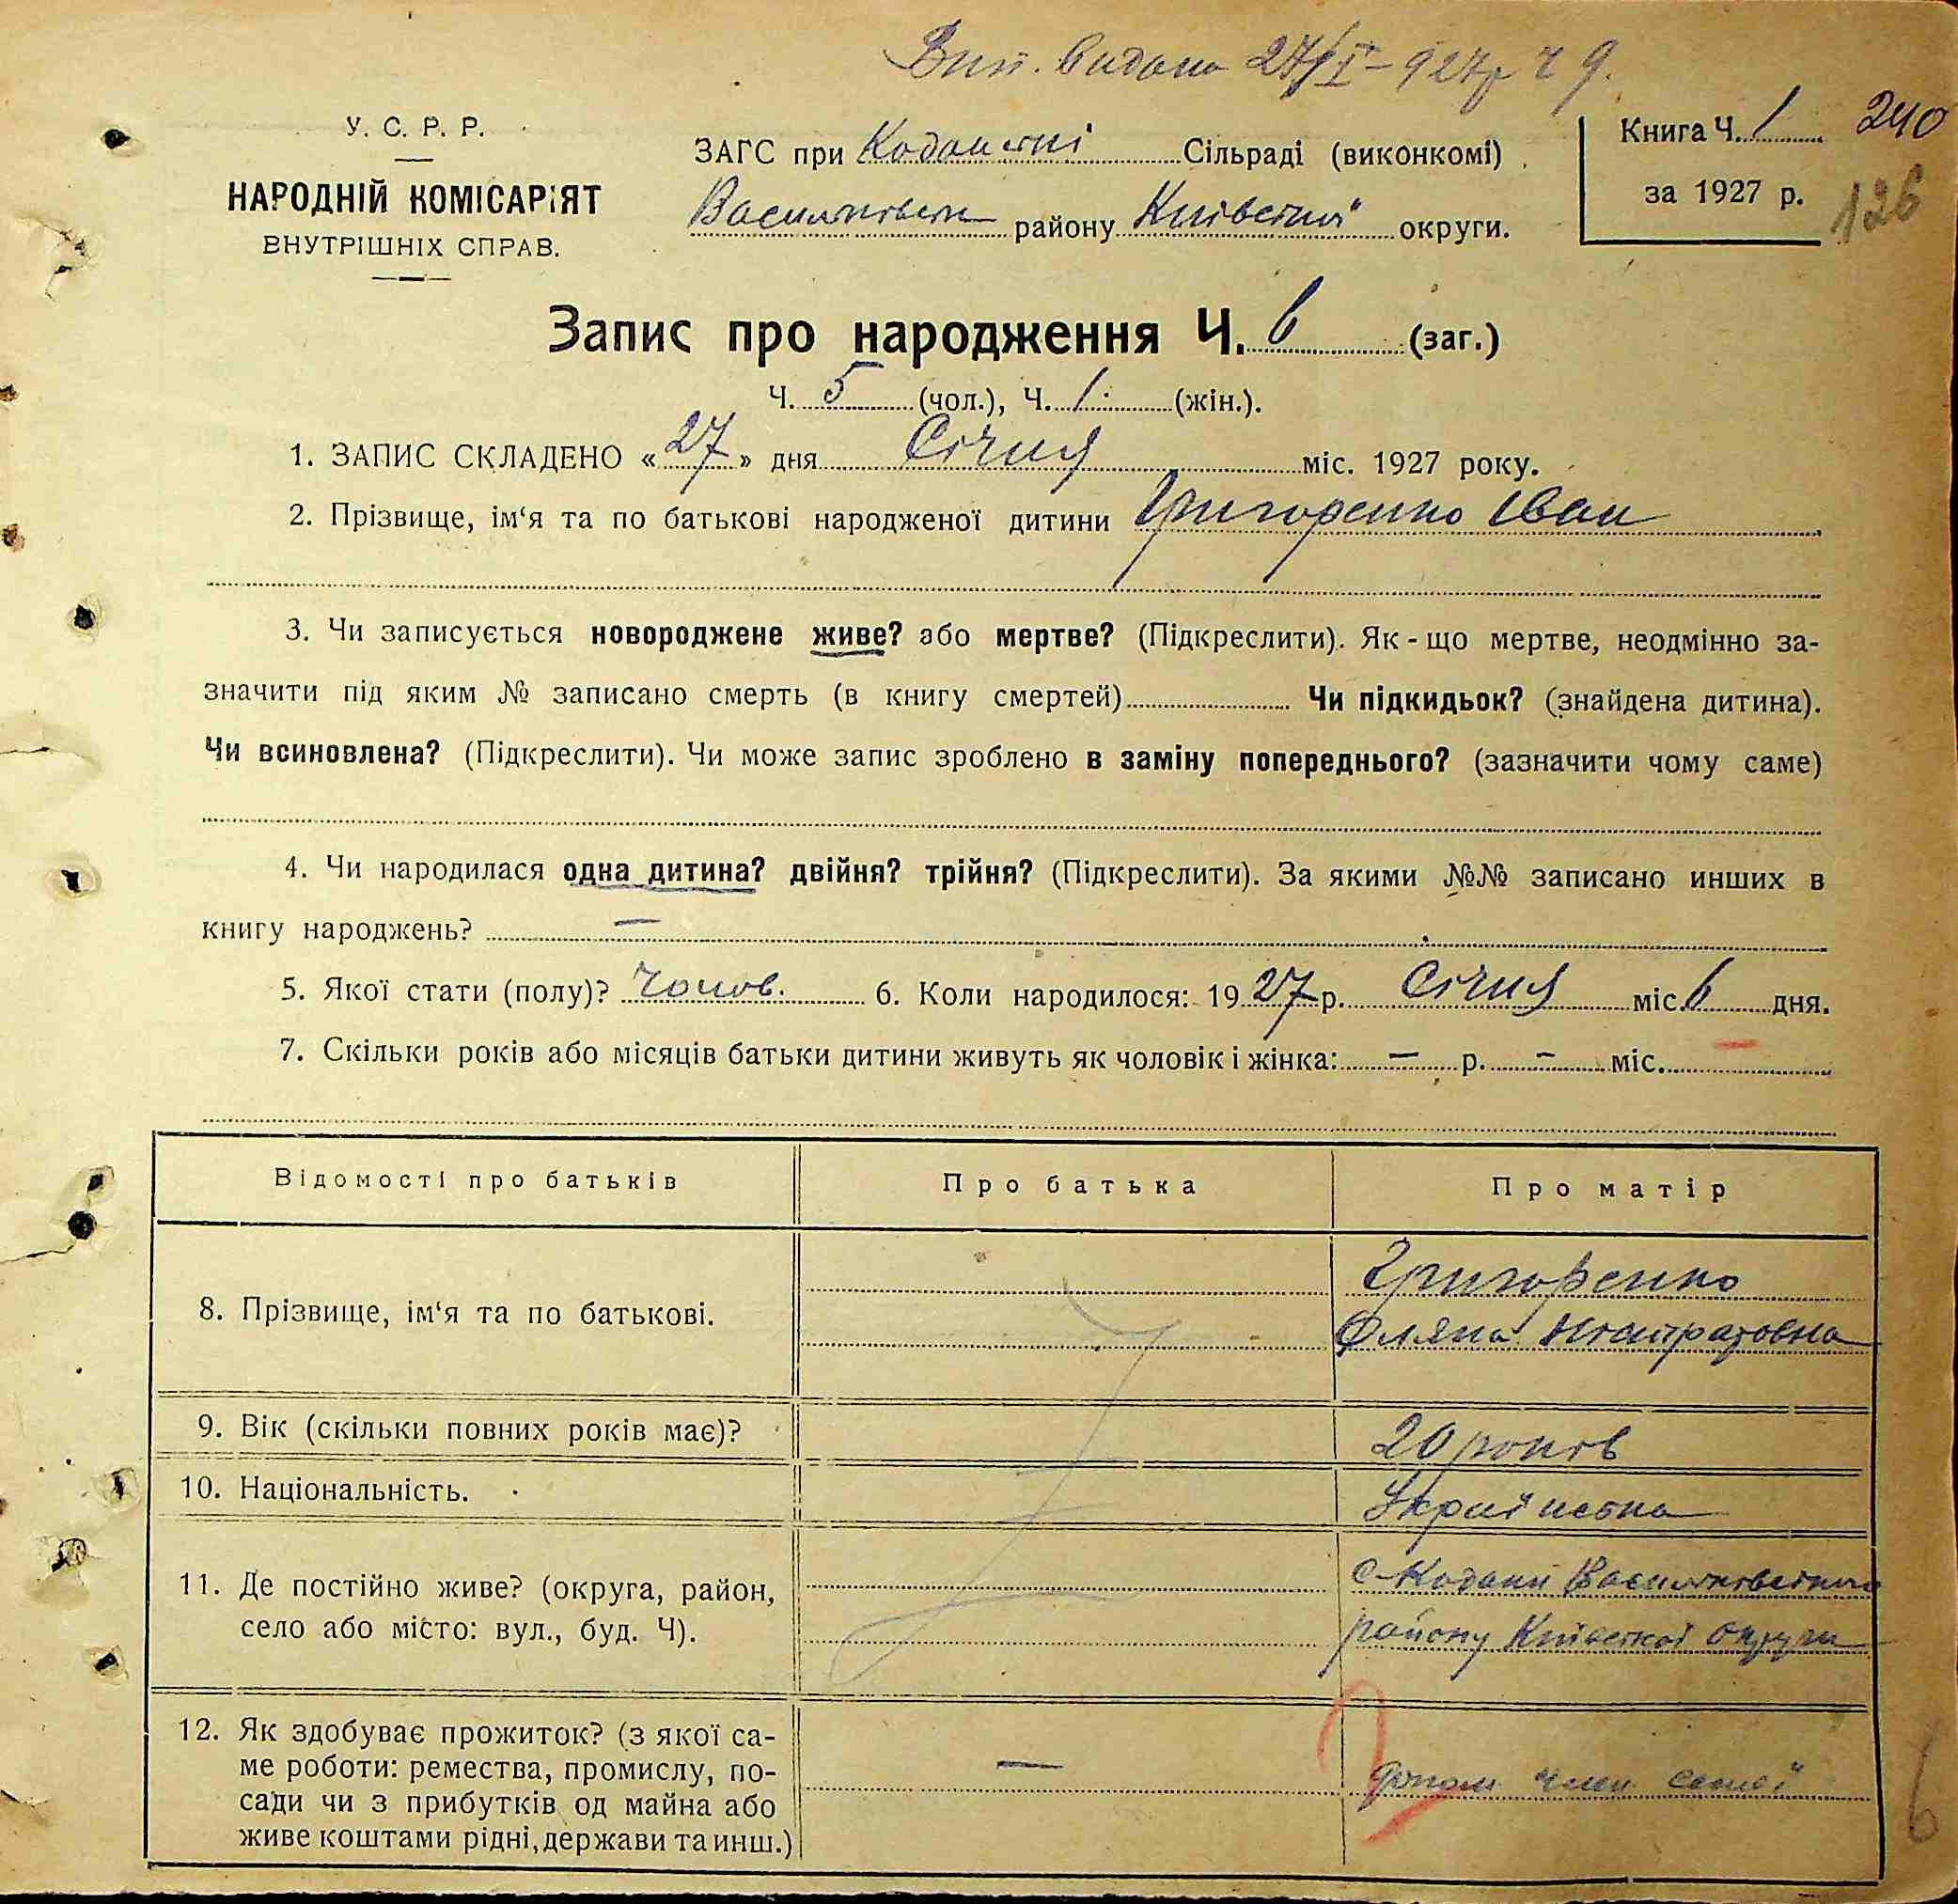 Вип. видано 27/I-927р ч 9.
У. С. Р. Р.
НАРОДНІЙ КОМІСАРІЯТ
ВНУТРІШНІХ СПРАВ.
ЗАГС при Сільраді (виконкомі)
Васильківськ району Київської округи.
Книга Ч. 1 240
за 1927 р. 126
Запис про народження Ч. 6 (заг.)
Ч. 5 (чол.), Ч. 1. (жін.).
1. ЗАПИС СКЛАДЕНО «27» дня Січня міс. 1927 року.
2. Прізвище, ім‘я та по батькові народженої дитини Григоренко Іван
3. Чи записується новороджене живе? або мертве? (Підкреслити). Як-що мертве, неодмінно за-
значити під яким № записано смерть (в книгу смертей) Чи підкидьок? (знайдена дитина).
Чи всиновлена? (Підкреслити). Чи може запис зроблено в заміну попереднього? (зазначити чому саме)
4. Чи народилася одна дитина? двійня? трійня? (Підкреслити). За якими №№ записано инших в
книгу народжень? —
5. Якої стати (полу)? чолов. 6. Коли народилося: 1927 р. Січня міс. 6 дня.
7. Скільки років або місяців батьки дитини живуть як чоловік і жінка: — р. — міс. —
Відомості про батьків
Про батька
Про матір
8. Прізвище, ім‘я та по батькові.
Григоренко
Оляна
9. Вік (скільки повних років має)?
20 років
10. Національність.
Українська
11. Де постійно живе? (округа, район,
село або місто: вул., буд. Ч).
с. Кодаки Васильківського
району Київської округи
12. Як здобуває прожиток? (з якої са-
ме роботи: ремества, промислу, по-
сади чи з прибутків од майна або
живе коштами рідні, держави та инш.)
—
допом член сем'ї
6